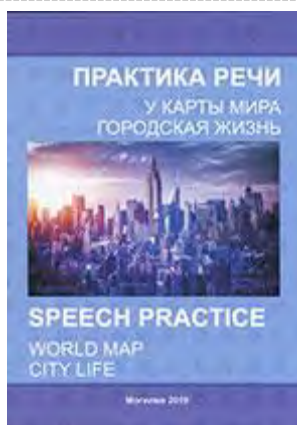 ПРАКТИКА РЕЧИ
У КАРТЫ МИРА
ГОРОДСКАЯ ЖИЗНЬ
SPEECH PRACTICE
WORLD MAP
CITY LIFE
Могилев 2019